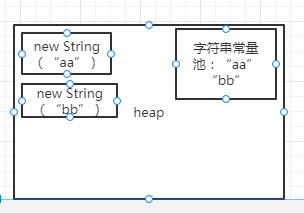 new String
（“aa”）
字符串常量
池：“aa”
“bb”
new String
（“bb”）
heap